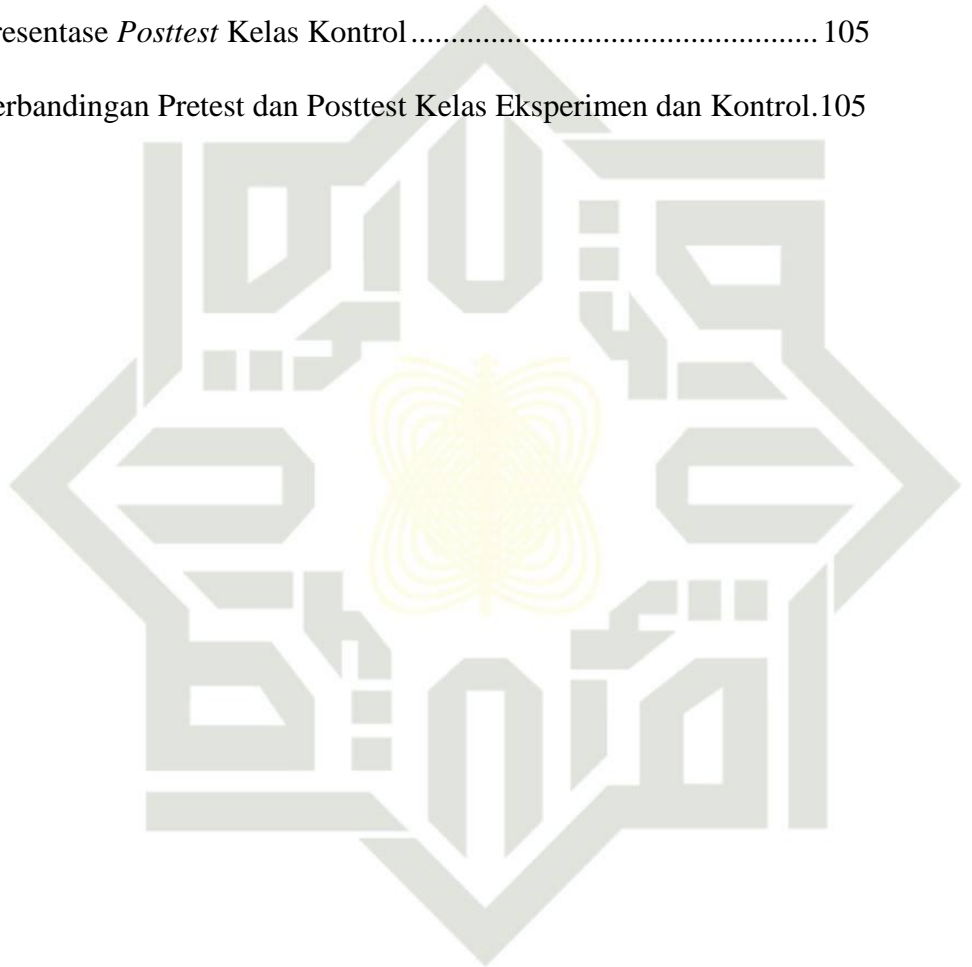 resentase Posttest Kelas Kontrol................................................. 105
erbandingan Pretest dan Posttest Kelas Eksperimen dan Kontrol.105